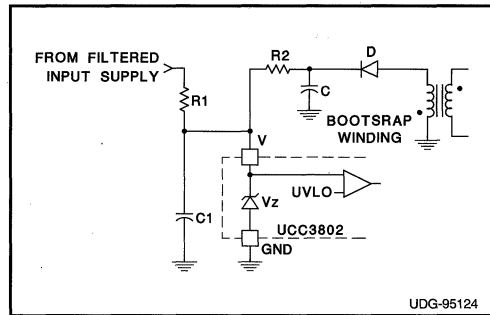 FROM FILTERED
INPUT SUPPLY
R1
R2
D
C
BOOTSRAP
WINDING
V
C1
UVLO
Vz
UCC3802
GND
UDG-95124